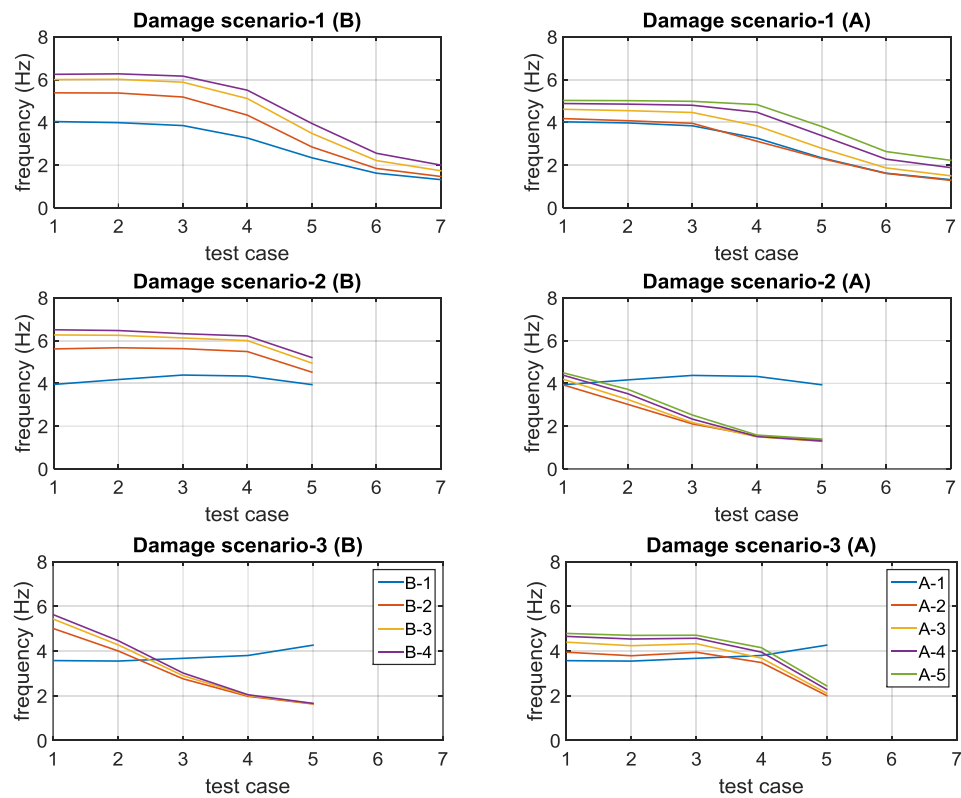 Damage scenario-1 (B)
frequency (Hz)
8
6
4
2
0
1 2 3 4 5 6 7
test case
Damage scenario-1 (A)
frequency (Hz)
8
6
4
2
0
1 2 3 4 5 6 7
test case
Damage scenario-2 (B)
frequency (Hz)
8
6
4
2
0
1 2 3 4 5 6 7
test case
Damage scenario-2 (A)
frequency (Hz)
8
6
4
2
0
1 2 3 4 5 6 7
test case
Damage scenario-3 (B)
frequency (Hz)
8
6
4
2
0
1 2 3 4 5 6 7
test case
B-1
B-2
B-3
B-4
Damage scenario-3 (A)
frequency (Hz)
8
6
4
2
0
1 2 3 4 5 6 7
test case
A-1
A-2
A-3
A-4
A-5